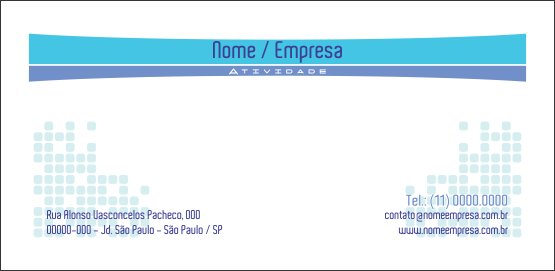 Nome / Empresa
Atividade
Tel.: (11) 0000.0000
Rua Alonso Vasconcelos Pacheco, 000
contato@nomeempresa.com.br
00000-000 - Jd. São Paulo - São Paulo / SP
www.nomeempresa.com.br